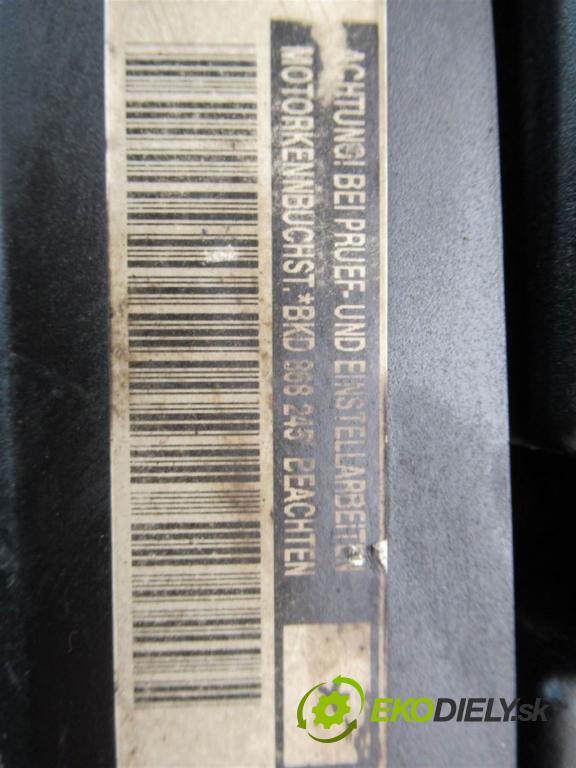 ACHTUNG! BEI PRUEF- UND EINSTELLARBEITEN
MOTORKENNBUCHST. *BKD 868 245 BEACHTEN
EKODIELY.sk